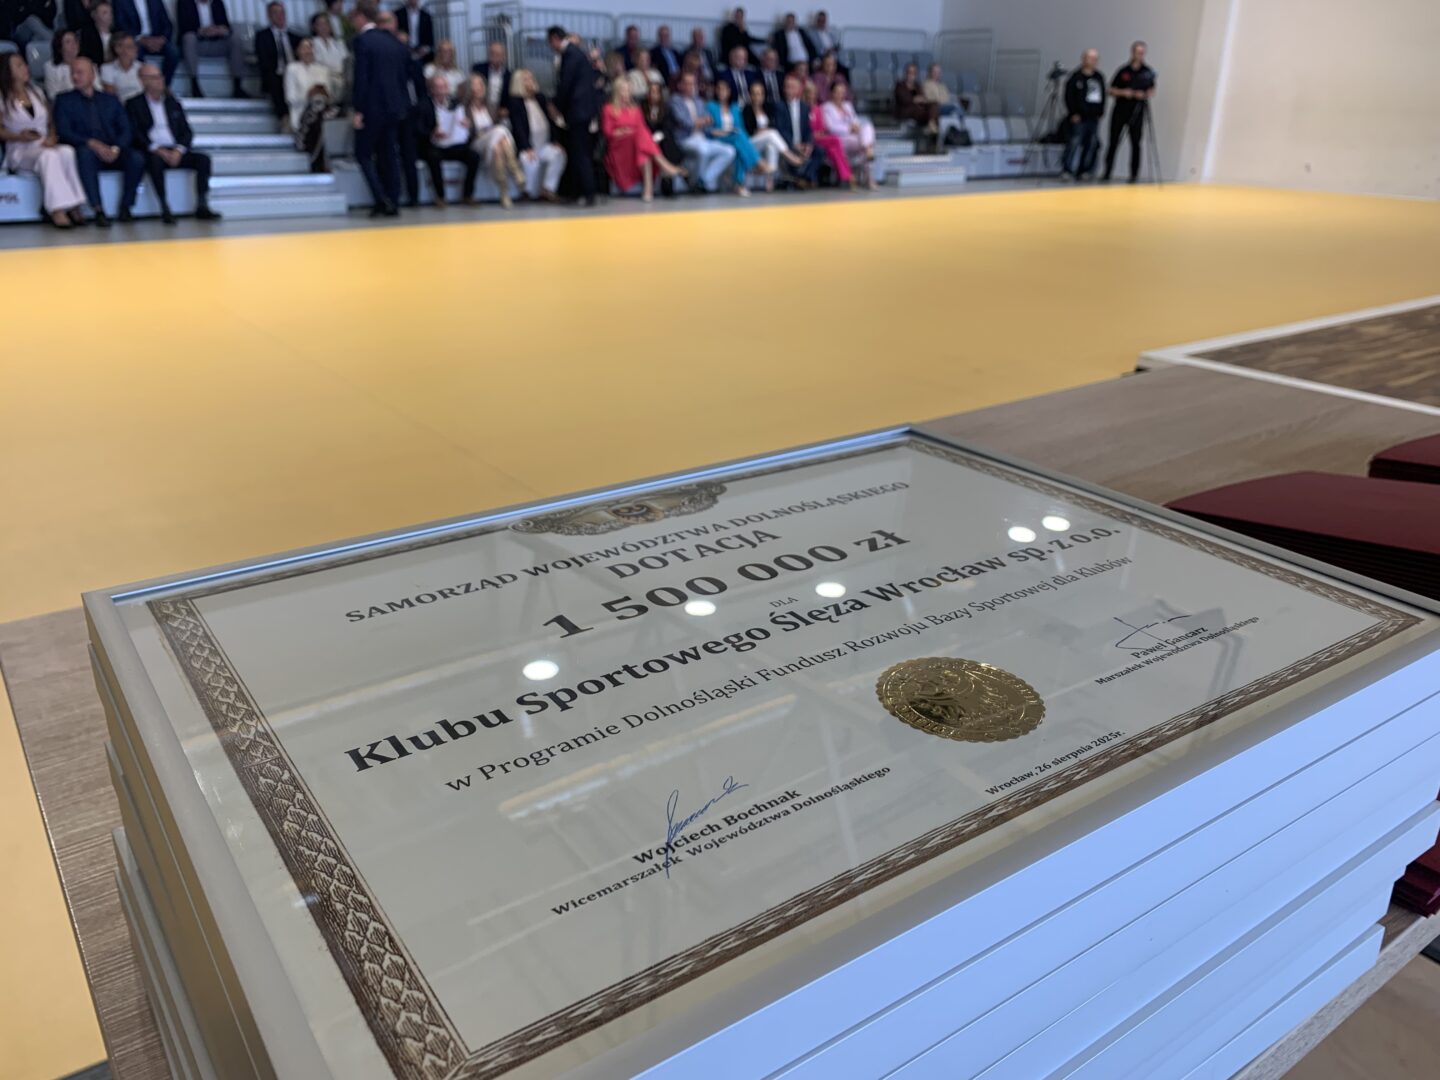 SAMORZĄD WOJEWÓDZTWA DOLNOŚLĄSKIEGO
DOTACJA
1 500 000 zł
DLA
Klubu Sportowego Ślęza Wrocław sp. z o.o.
w Programie Dolnośląski Fundusz Rozwoju Bazy Sportowej dla Klubów
Paweł Gancarz
Marszałek Województwa Dolnośląskiego
Wojciech Bochnak
Wicemarszałek Województwa Dolnośląskiego
Wrocław, 26 sierpnia 2025r.